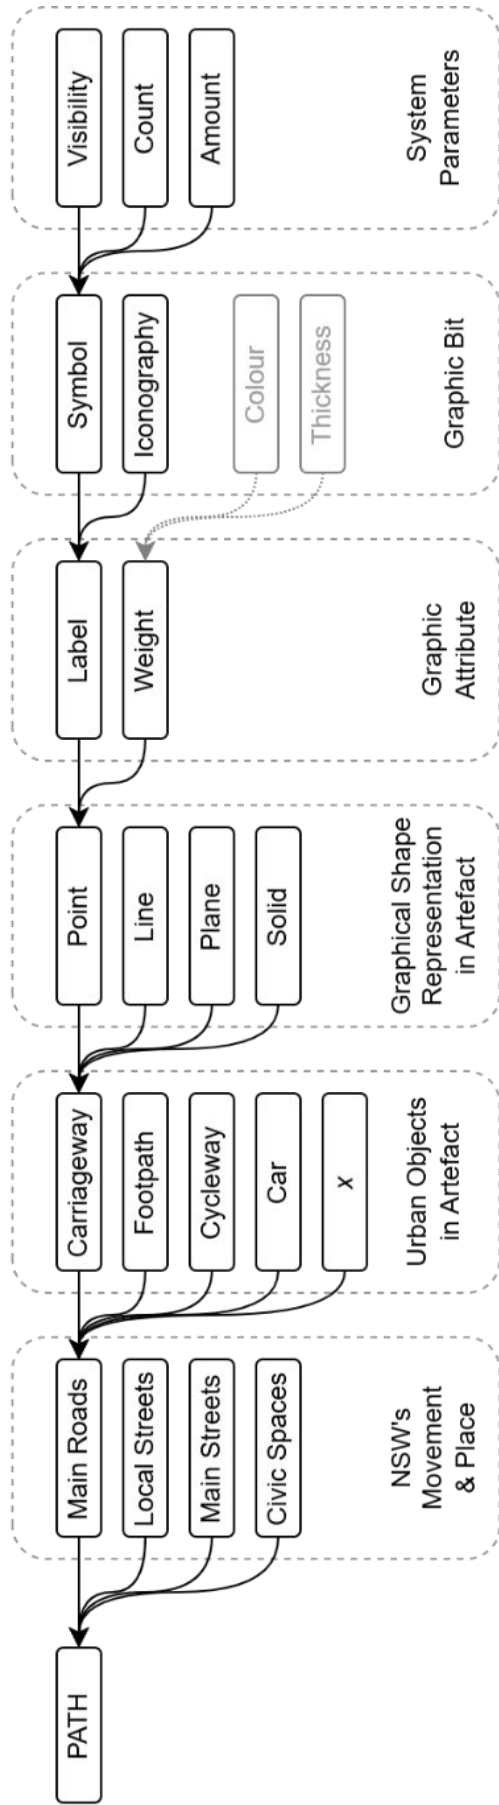 PATH
Main Roads
Local Streets
Main Streets
Civic Spaces
NSW's
Movement
& Place
Carriageway
Footpath
Cycleway
Car
x
Urban Objects
in Artefact
Point
Line
Plane
Solid
Graphical Shape
Representation
in Artefact
Label
Weight
Graphic
Attribute
Symbol
Iconography
Colour
Thickness
Graphic Bit
Visibility
Count
Amount
System
Parameters